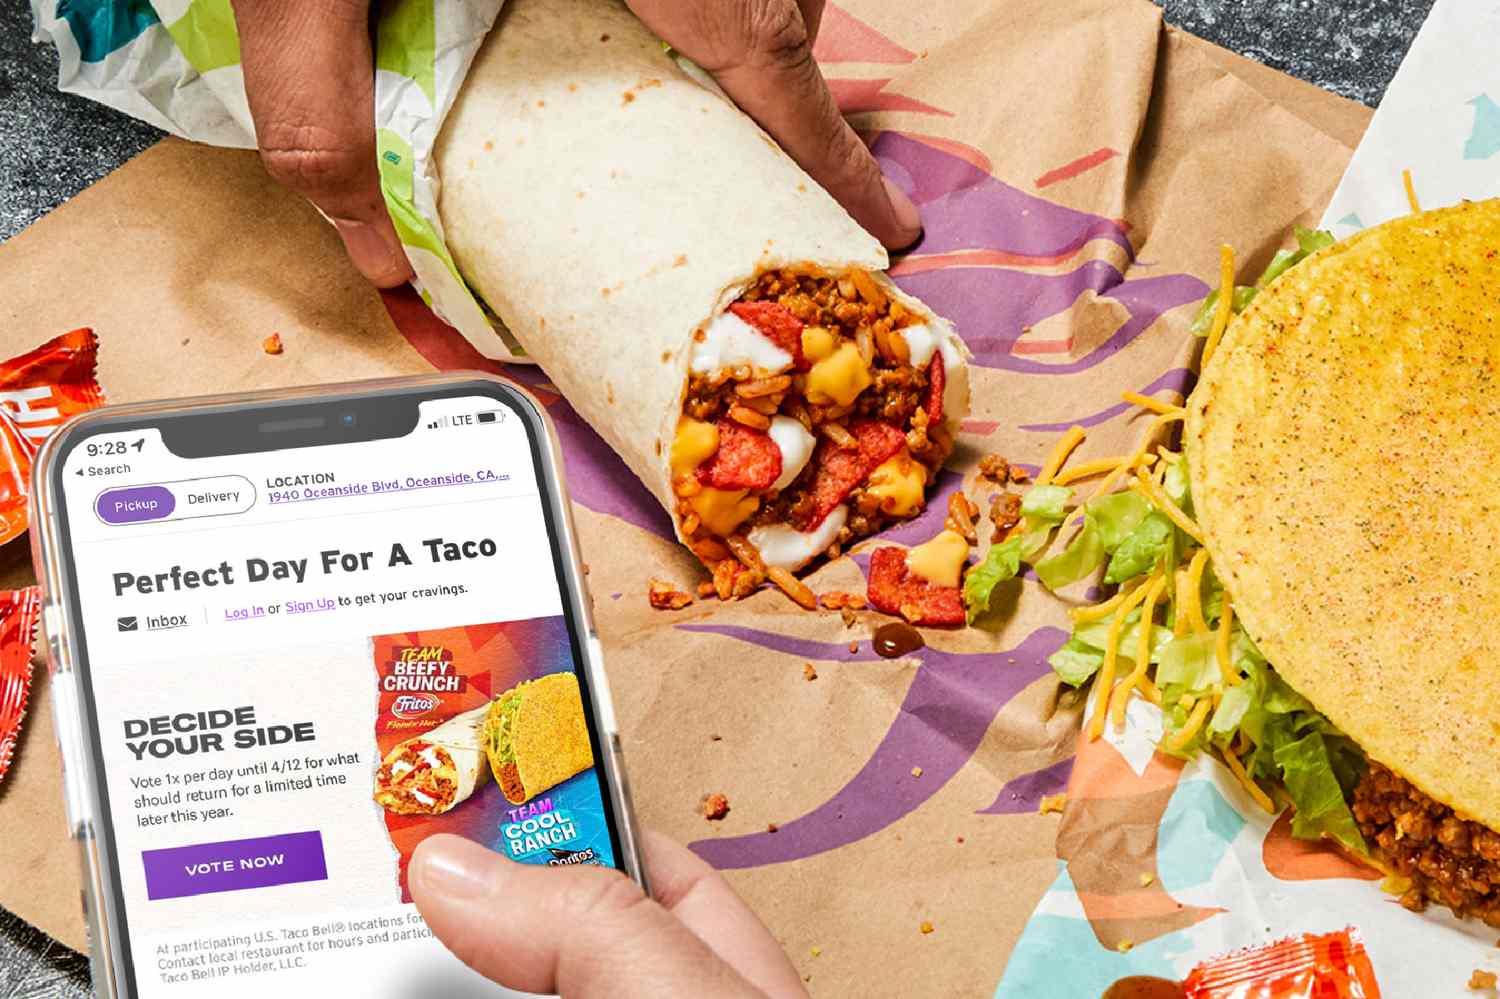 9:28
LTE
Search
Pickup
Delivery
LOCATION
1940 Oceanside Blvd, Oceanside, CA,...
Perfect Day For A Taco
Inbox
Log In or Sign Up to get your cravings.
DECIDE
YOUR SIDE
Vote 1x per day until 4/12 for what
should return for a limited time
later this year.
VOTE NOW
TEAM
BEEFY
CRUNCH
Fritos
TEAM
COOL
RANCH
Doritos
At participating U.S. Taco Bell® locations for
Contact local restaurant for hours and
Taco Bell IP Holder, LLC.